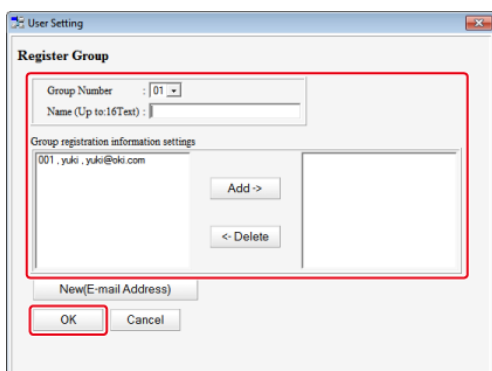 User Setting
Register Group
Group Number : 01
Name (Up to:16Text) :
Group registration information settings
001 , yuki , yuki@oki.com
Add ->
<- Delete
New(E-mail Address)
OK Cancel